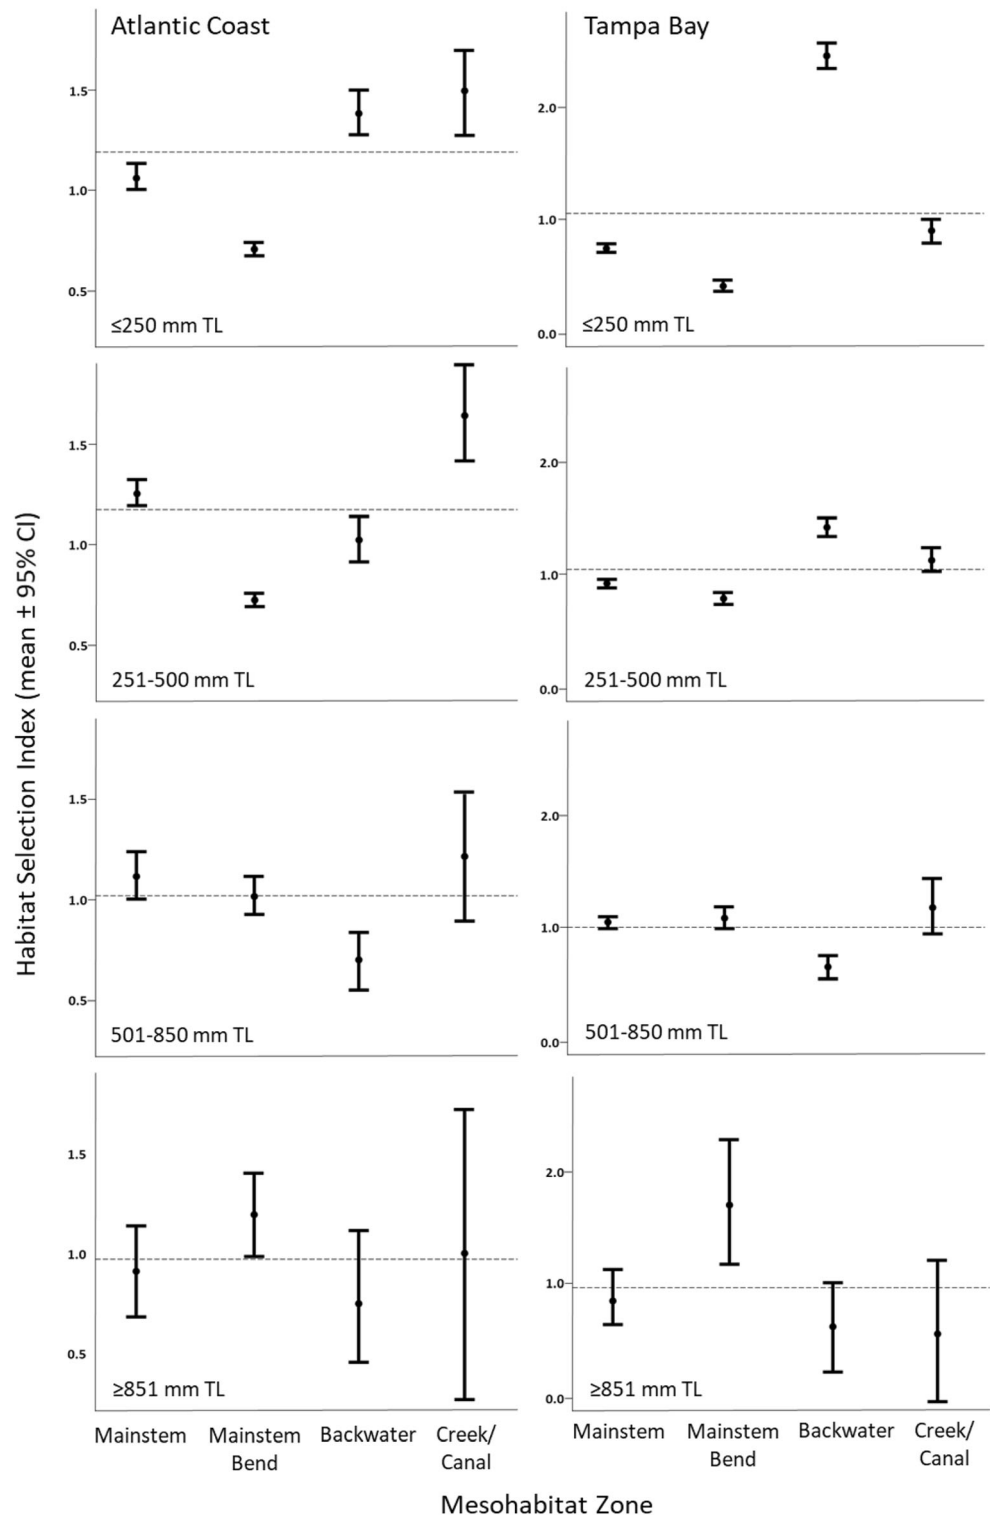 Atlantic Coast
Tampa Bay
1.5
1.0
0.5
≤250 mm TL
2.0
1.0
0.0
≤250 mm TL
1.5
1.0
0.5
251-500 mm TL
2.0
1.0
0.0
251-500 mm TL
Habitat Selection Index (mean ± 95% CI)
1.5
1.0
0.5
501-850 mm TL
2.0
1.0
0.0
501-850 mm TL
1.5
1.0
0.5
≥851 mm TL
2.0
1.0
0.0
≥851 mm TL
Mainstem
Mainstem
Bend
Backwater
Creek/
Canal
Mainstem
Mainstem
Bend
Backwater
Creek/
Canal
Mesohabitat Zone